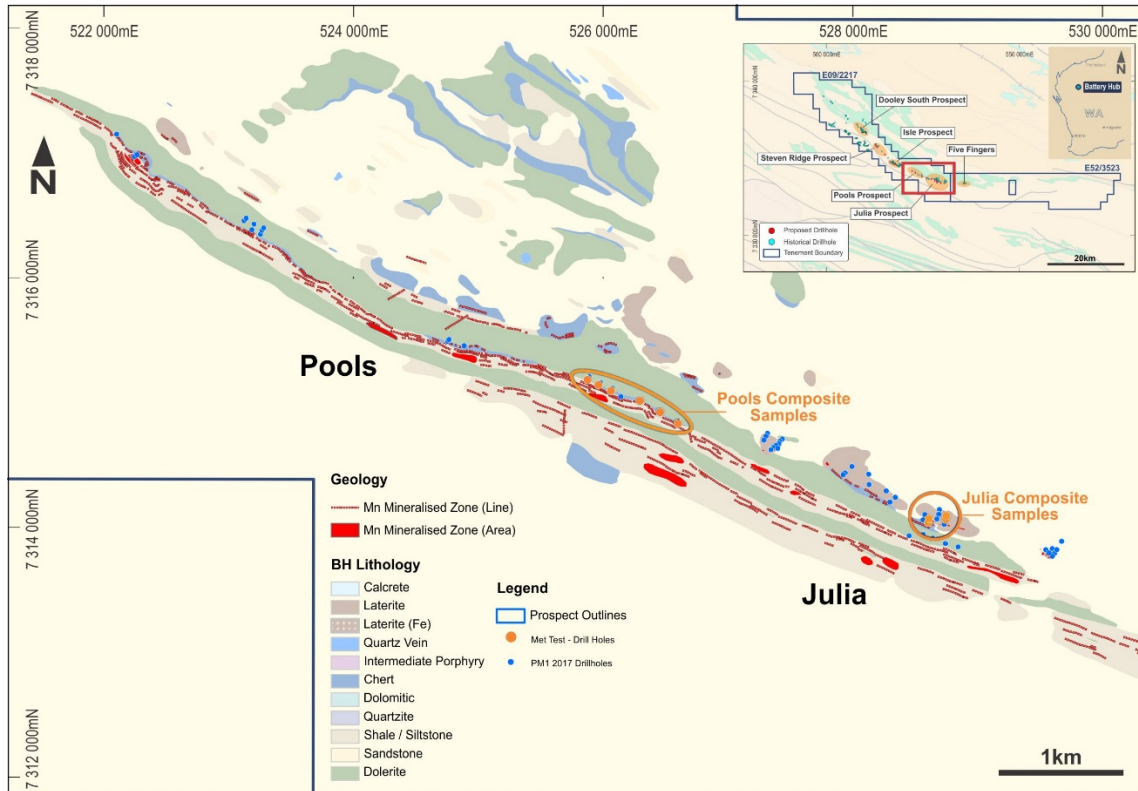 522 000mE
524 000mE
526 000mE
528 000mE
530 000mE
7 318 000mN
7 316 000mN
7 314 000mN
7 312 000mN
N
Pools
Julia
Pools Composite
Samples
Julia Composite
Samples
Geology
Mn Mineralised Zone (Line)
Mn Mineralised Zone (Area)
BH Lithology
Calcrete
Laterite
Laterite (Fe)
Quartz Vein
Intermediate Porphyry
Chert
Dolomitic
Quartzite
Shale / Siltstone
Sandstone
Dolerite
Legend
Prospect Outlines
Met Test - Drill Holes
PM1 2017 Drillholes
1km
E09/2217
Dooley South Prospect
Isle Prospect
Steven Ridge Prospect
Five Fingers
E52/3523
Pools Prospect
Julia Prospect
Proposed Drillhole
Historical Drillhole
Tenement Boundary
20km
N
Battery Hub
WA